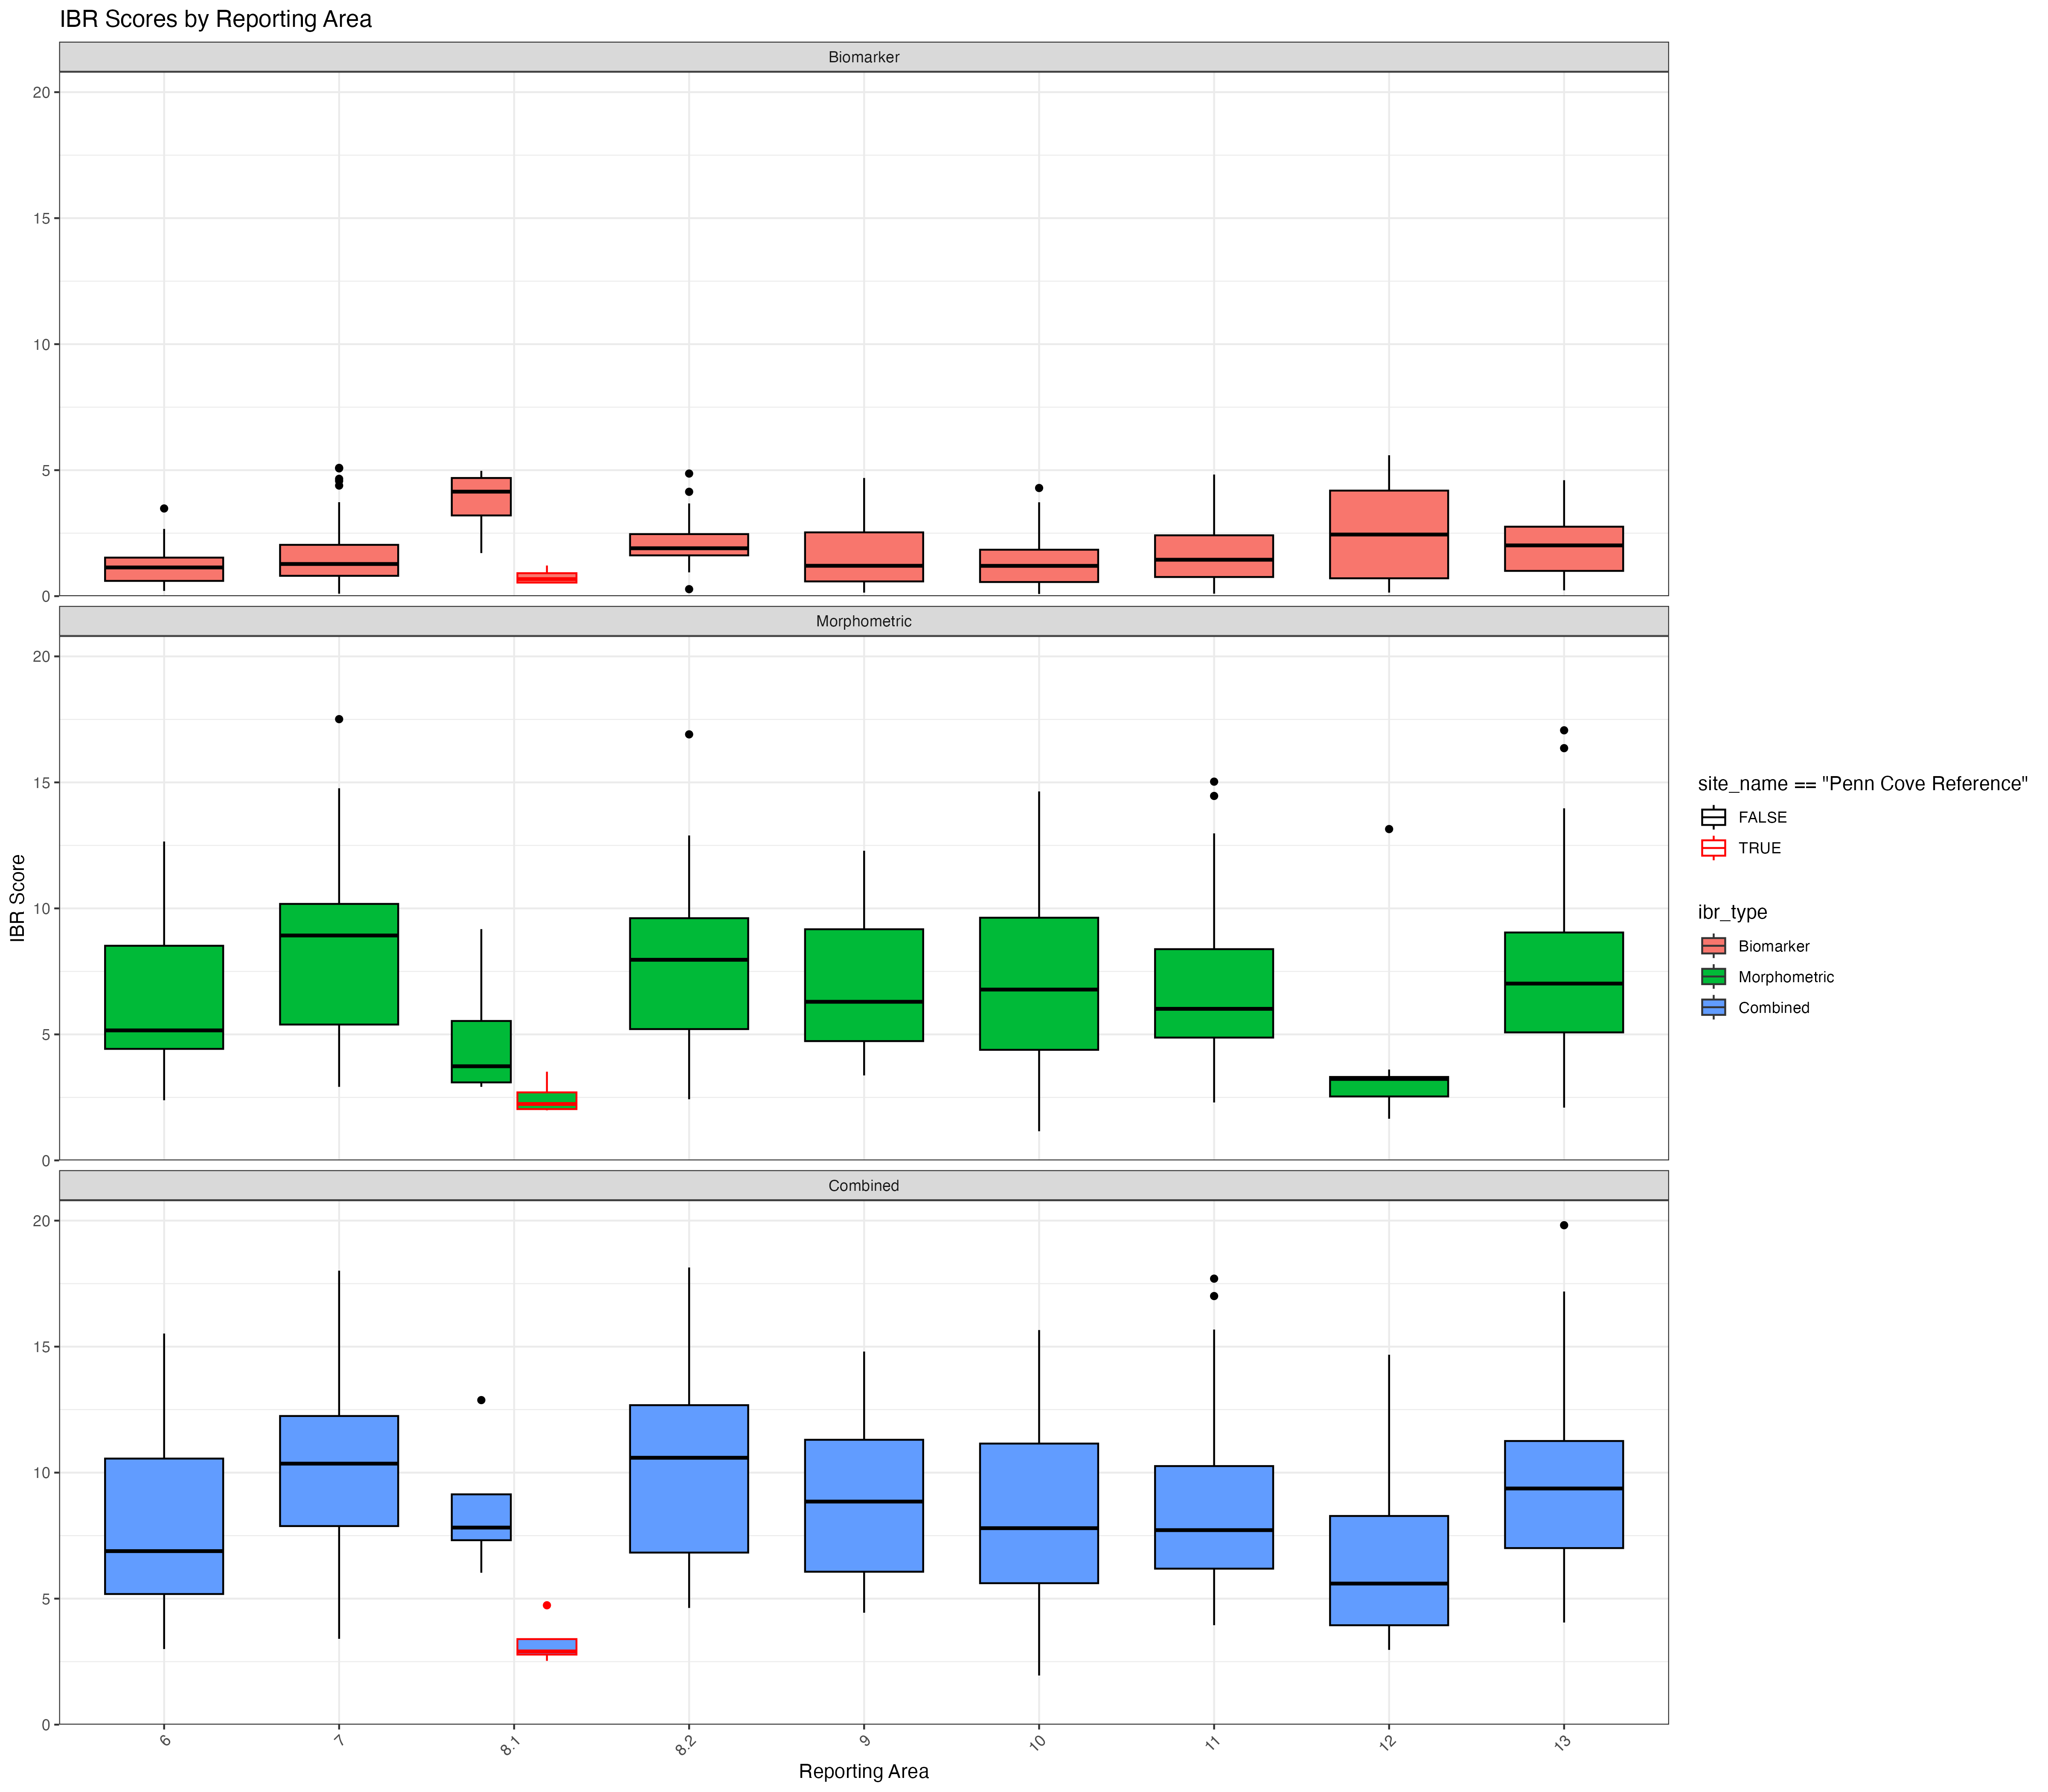 IBR Scores by Reporting Area
Biomarker
20
15
10
5
0
Morphometric
20
15
10
5
0
Combined
20
15
10
5
0
IBR Score
6
7
8.1
8.2
9
10
11
12
13
Reporting Area
site_name == "Penn Cove Reference"
FALSE
TRUE
ibr_type
Biomarker
Morphometric
Combined